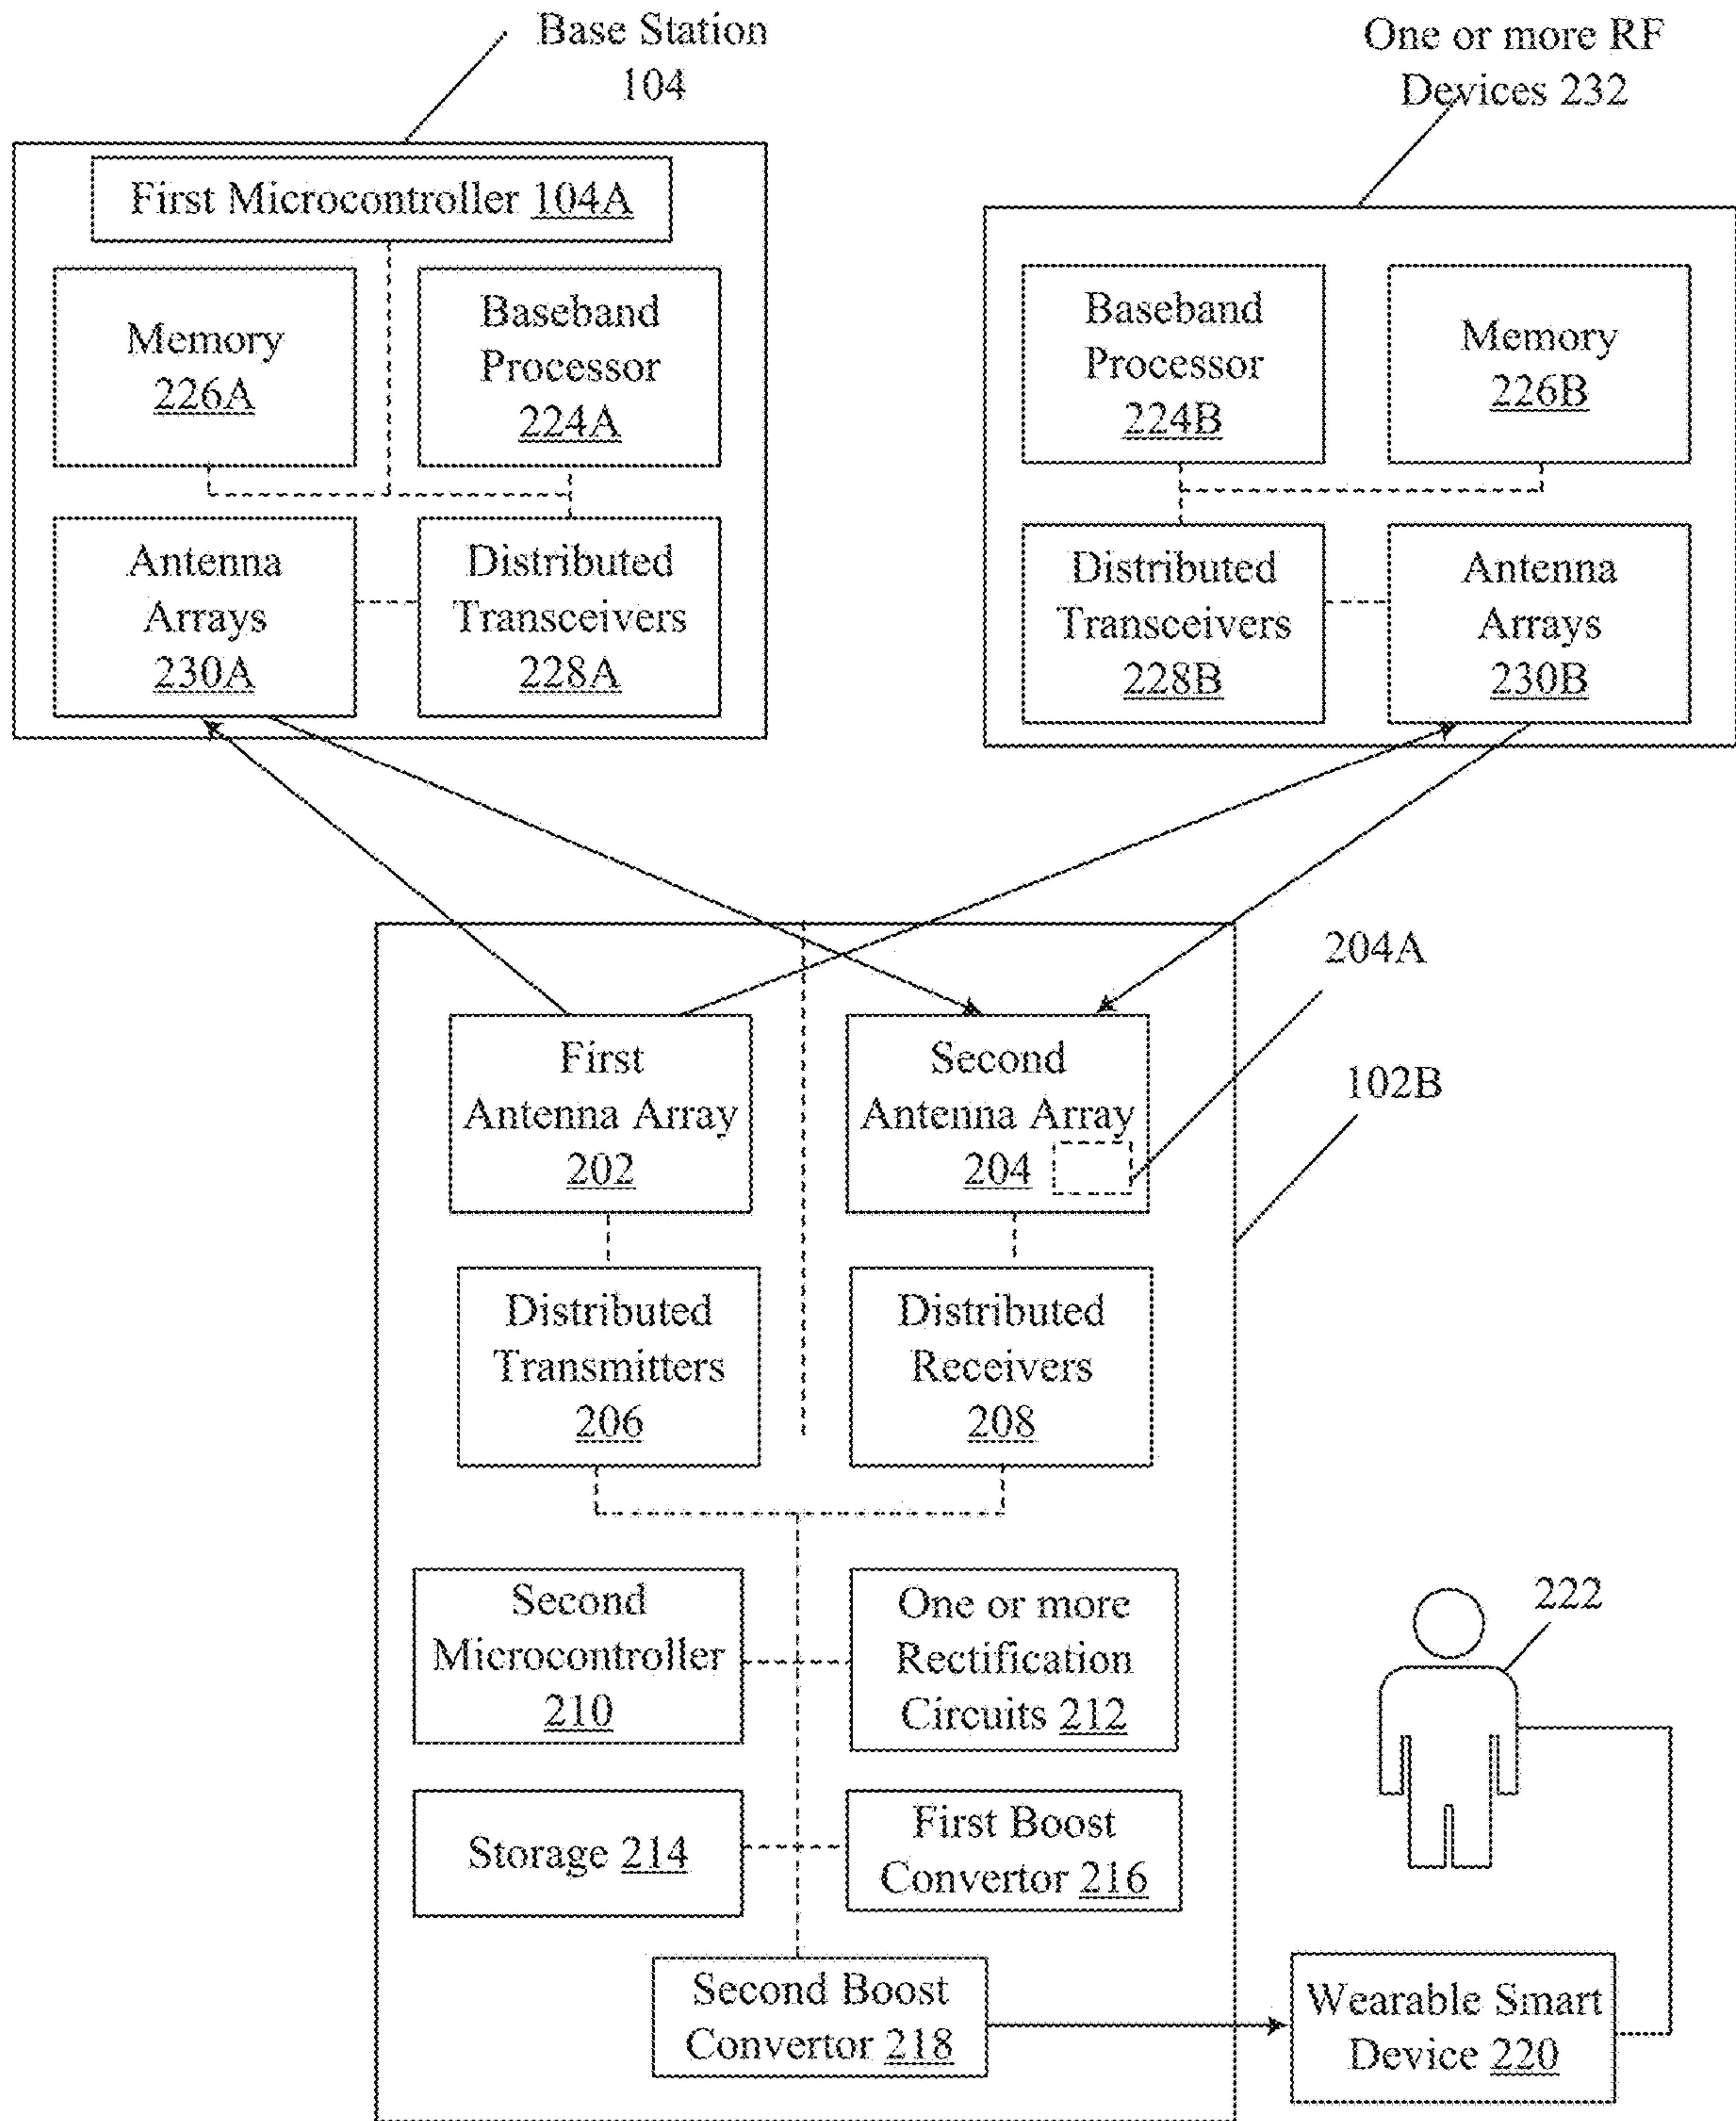 Base Station
104
One or more RF
Devices 232
First Microcontroller 104A
Memory
226A
Baseband
Processor
224A
Antenna
Arrays
230A
Distributed
Transceivers
228A
Baseband
Processor
224B
Memory
226B
Distributed
Transceivers
228B
Antenna
Arrays
230B
204A
102B
First
Antenna Array
202
Second
Antenna Array
204
Distributed
Transmitters
206
Distributed
Receivers
208
Second
Microcontroller
210
One or more
Rectification
Circuits 212
Storage 214
First Boost
Convertor 216
Second Boost
Convertor 218
222
Wearable Smart
Device 220